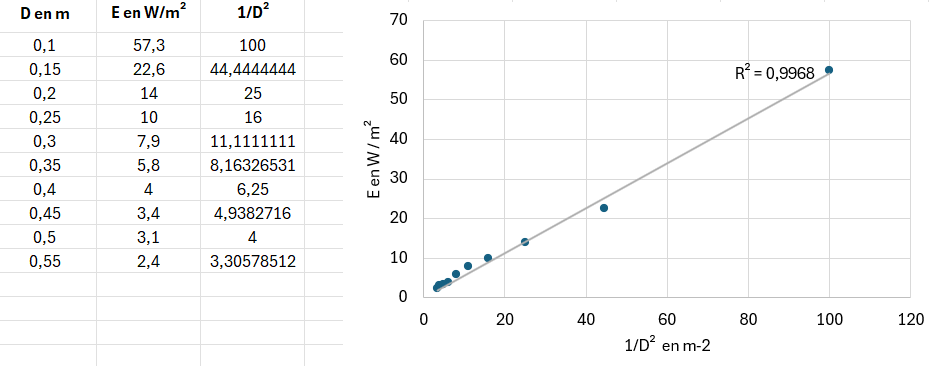 D en m E en W/m² 1/D²
0,1 57,3 100
0,15 22,6 44,4444444
0,2 14 25
0,25 10 16
0,3 7,9 11,1111111
0,35 5,8 8,16326531
0,4 4 6,25
0,45 3,4 4,9382716
0,5 3,1 4
0,55 2,4 3,30578512
E en W / m²
70
60
50
40
30
20
10
0
R² = 0,9968
0 20 40 60 80 100 120
1/D² en m-2